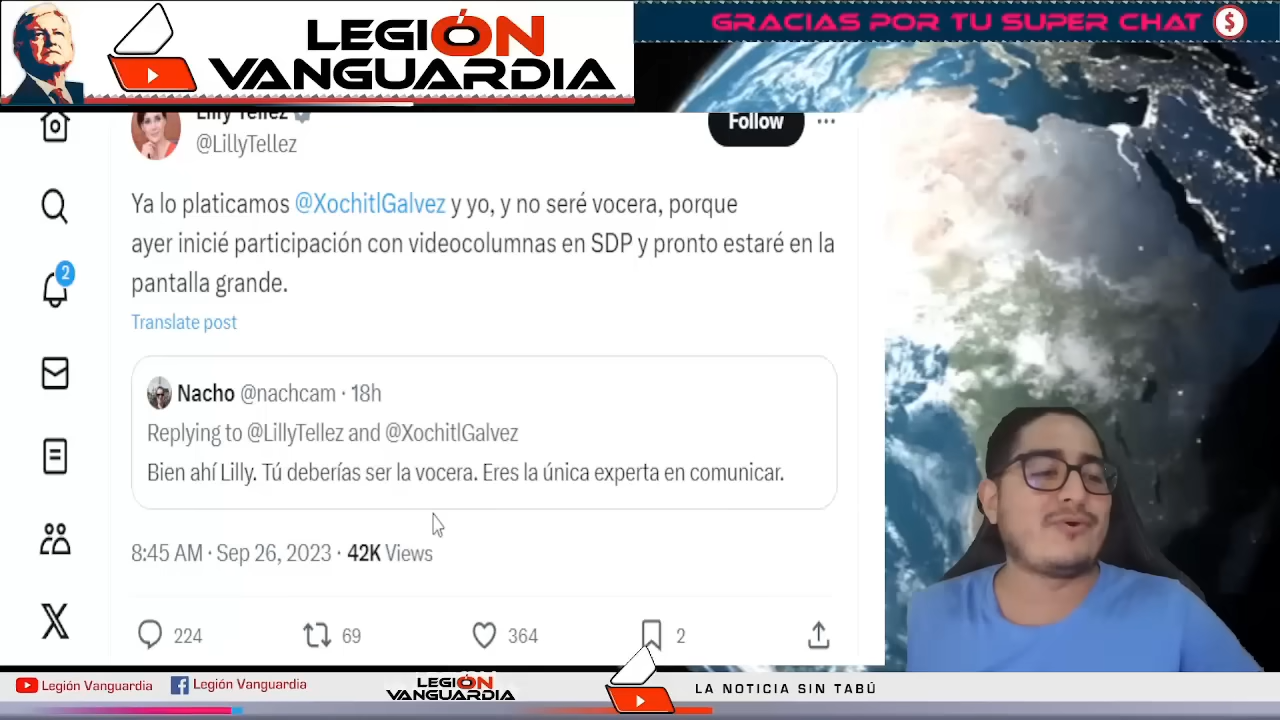 LEGIÓN
VANGUARDIA
GRACIAS POR TU SUPER CHAT
$
Lilly Téllez
@LillyTellez
Follow
Ya lo platicamos @XochitlGalvez y yo, y no seré vocera, porque
ayer inicié participación con videocolumnas en SDP y pronto estaré en la
pantalla grande.
Translate post
2
Nacho @nachcam · 18h
Replying to @LillyTellez and @XochitlGalvez
Bien ahí Lilly. Tú deberías ser la vocera. Eres la única experta en comunicar.
8:45 AM · Sep 26, 2023 · 42K Views
224
69
364
2
Legión Vanguardia
Legión Vanguardia
LEGIÓN
VANGUARDIA
LA NOTICIA SIN TABÚ